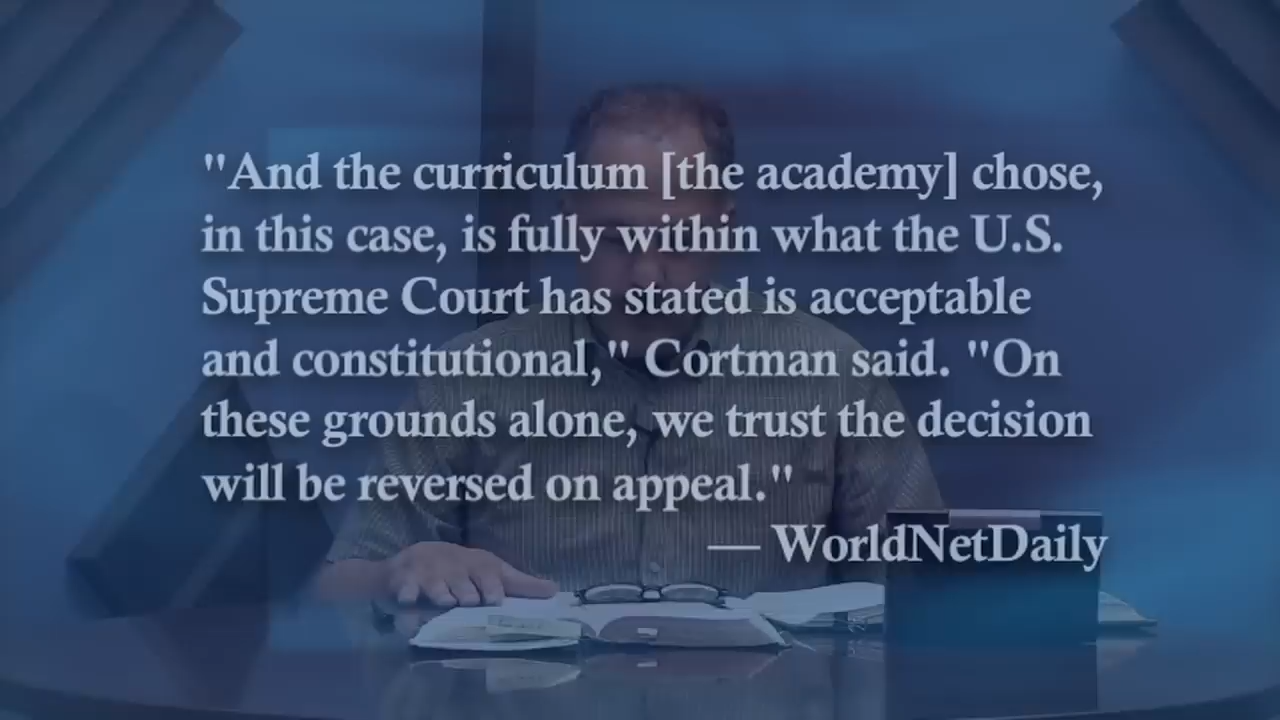 "And the curriculum [the academy] chose,
in this case, is fully within what the U.S.
Supreme Court has stated is acceptable
and constitutional," Cortman said. "On
these grounds alone, we trust the decision
will be reversed on appeal."
— WorldNetDaily